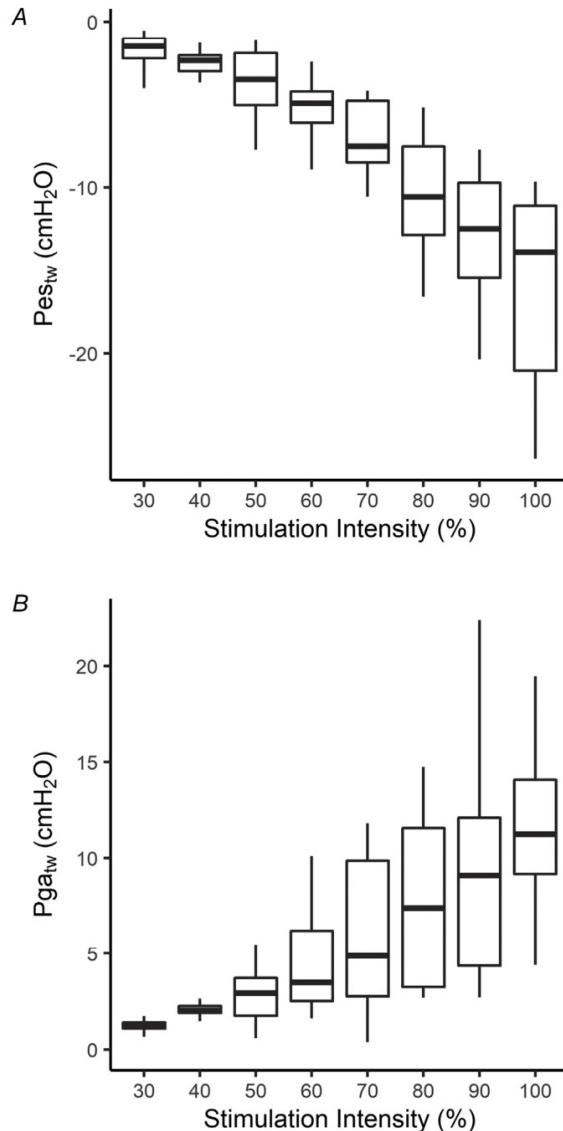 A
0
-10
-20
Pes_tw (cmH₂O)
30 40 50 60 70 80 90 100
Stimulation Intensity (%)
B
20
15
10
5
0
Pga_tw (cmH₂O)
30 40 50 60 70 80 90 100
Stimulation Intensity (%)